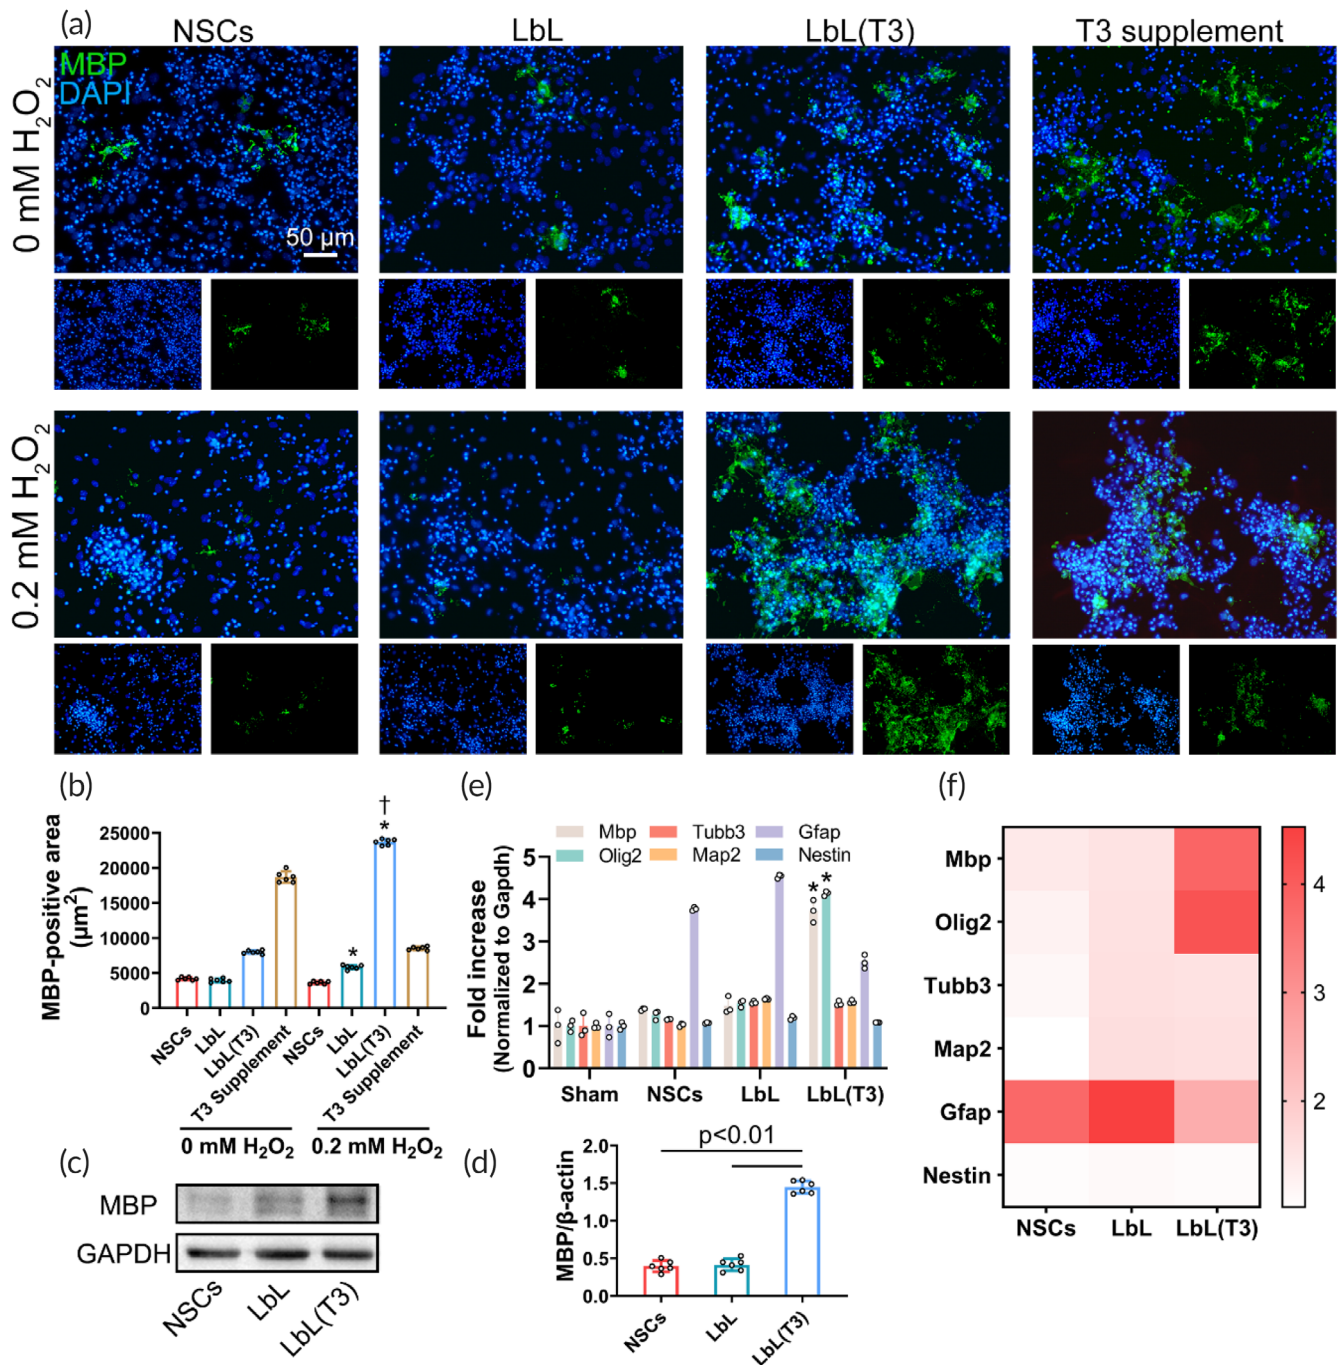 (a)
NSCs
LbL
LbL(T3)
T3 supplement
0 mM H₂O₂
MBP
DAPI
50 µm
0.2 mM H₂O₂
(b)
MBP-positive area
(µm²)
25000
20000
15000
10000
5000
0
†
*
*
NSCs
LbL
LbL(T3)
T3 Supplement
NSCs
LbL
LbL(T3)
T3 Supplement
0 mM H₂O₂
0.2 mM H₂O₂
(e)
Mbp
Tubb3
Gfap
Olig2
Map2
Nestin
Fold increase
(Normalized to Gapdh)
5
4
3
2
1
0
* *
Sham
NSCs
LbL
LbL(T3)
(f)
Mbp
Olig2
Tubb3
Map2
Gfap
Nestin
NSCs
LbL
LbL(T3)
4
3
2
(c)
MBP
GAPDH
NSCs
LbL
LbL(T3)
(d)
MBP/β-actin
2.0
1.5
1.0
0.5
0.0
p<0.01
NSCs
LbL
LbL(T3)